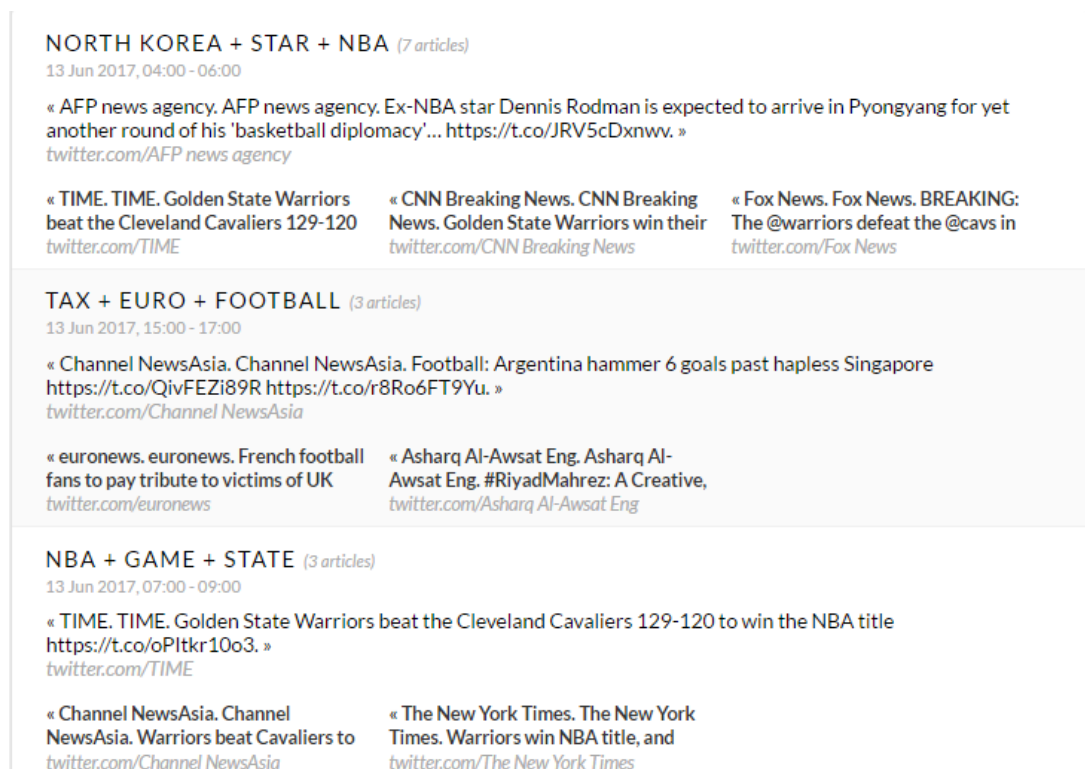 NORTH KOREA + STAR + NBA (7 articles)
13 Jun 2017, 04:00 - 06:00
« AFP news agency. AFP news agency. Ex-NBA star Dennis Rodman is expected to arrive in Pyongyang for yet
another round of his 'basketball diplomacy'... https://t.co/JRV5cDxnwv. »
twitter.com/AFP news agency
« TIME. TIME. Golden State Warriors
beat the Cleveland Cavaliers 129-120
twitter.com/TIME
« CNN Breaking News. CNN Breaking
News. Golden State Warriors win their
twitter.com/CNN Breaking News
« Fox News. Fox News. BREAKING:
The @warriors defeat the @cavs in
twitter.com/Fox News
TAX + EURO + FOOTBALL (3 articles)
13 Jun 2017, 15:00 - 17:00
« Channel NewsAsia. Channel NewsAsia. Football: Argentina hammer 6 goals past hapless Singapore
https://t.co/QivFEZi89R https://t.co/r8Ro6FT9Yu. »
twitter.com/Channel NewsAsia
« euronews. euronews. French football
fans to pay tribute to victims of UK
twitter.com/euronews
« Asharq Al-Awsat Eng. Asharq Al-
Awsat Eng. #RiyadMahrez: A Creative,
twitter.com/Asharq Al-Awsat Eng
NBA + GAME + STATE (3 articles)
13 Jun 2017, 07:00 - 09:00
« TIME. TIME. Golden State Warriors beat the Cleveland Cavaliers 129-120 to win the NBA title
https://t.co/oPltkr10o3. »
twitter.com/TIME
« Channel NewsAsia. Channel
NewsAsia. Warriors beat Cavaliers to
twitter.com/Channel NewsAsia
« The New York Times. The New York
Times. Warriors win NBA title, and
twitter.com/The New York Times